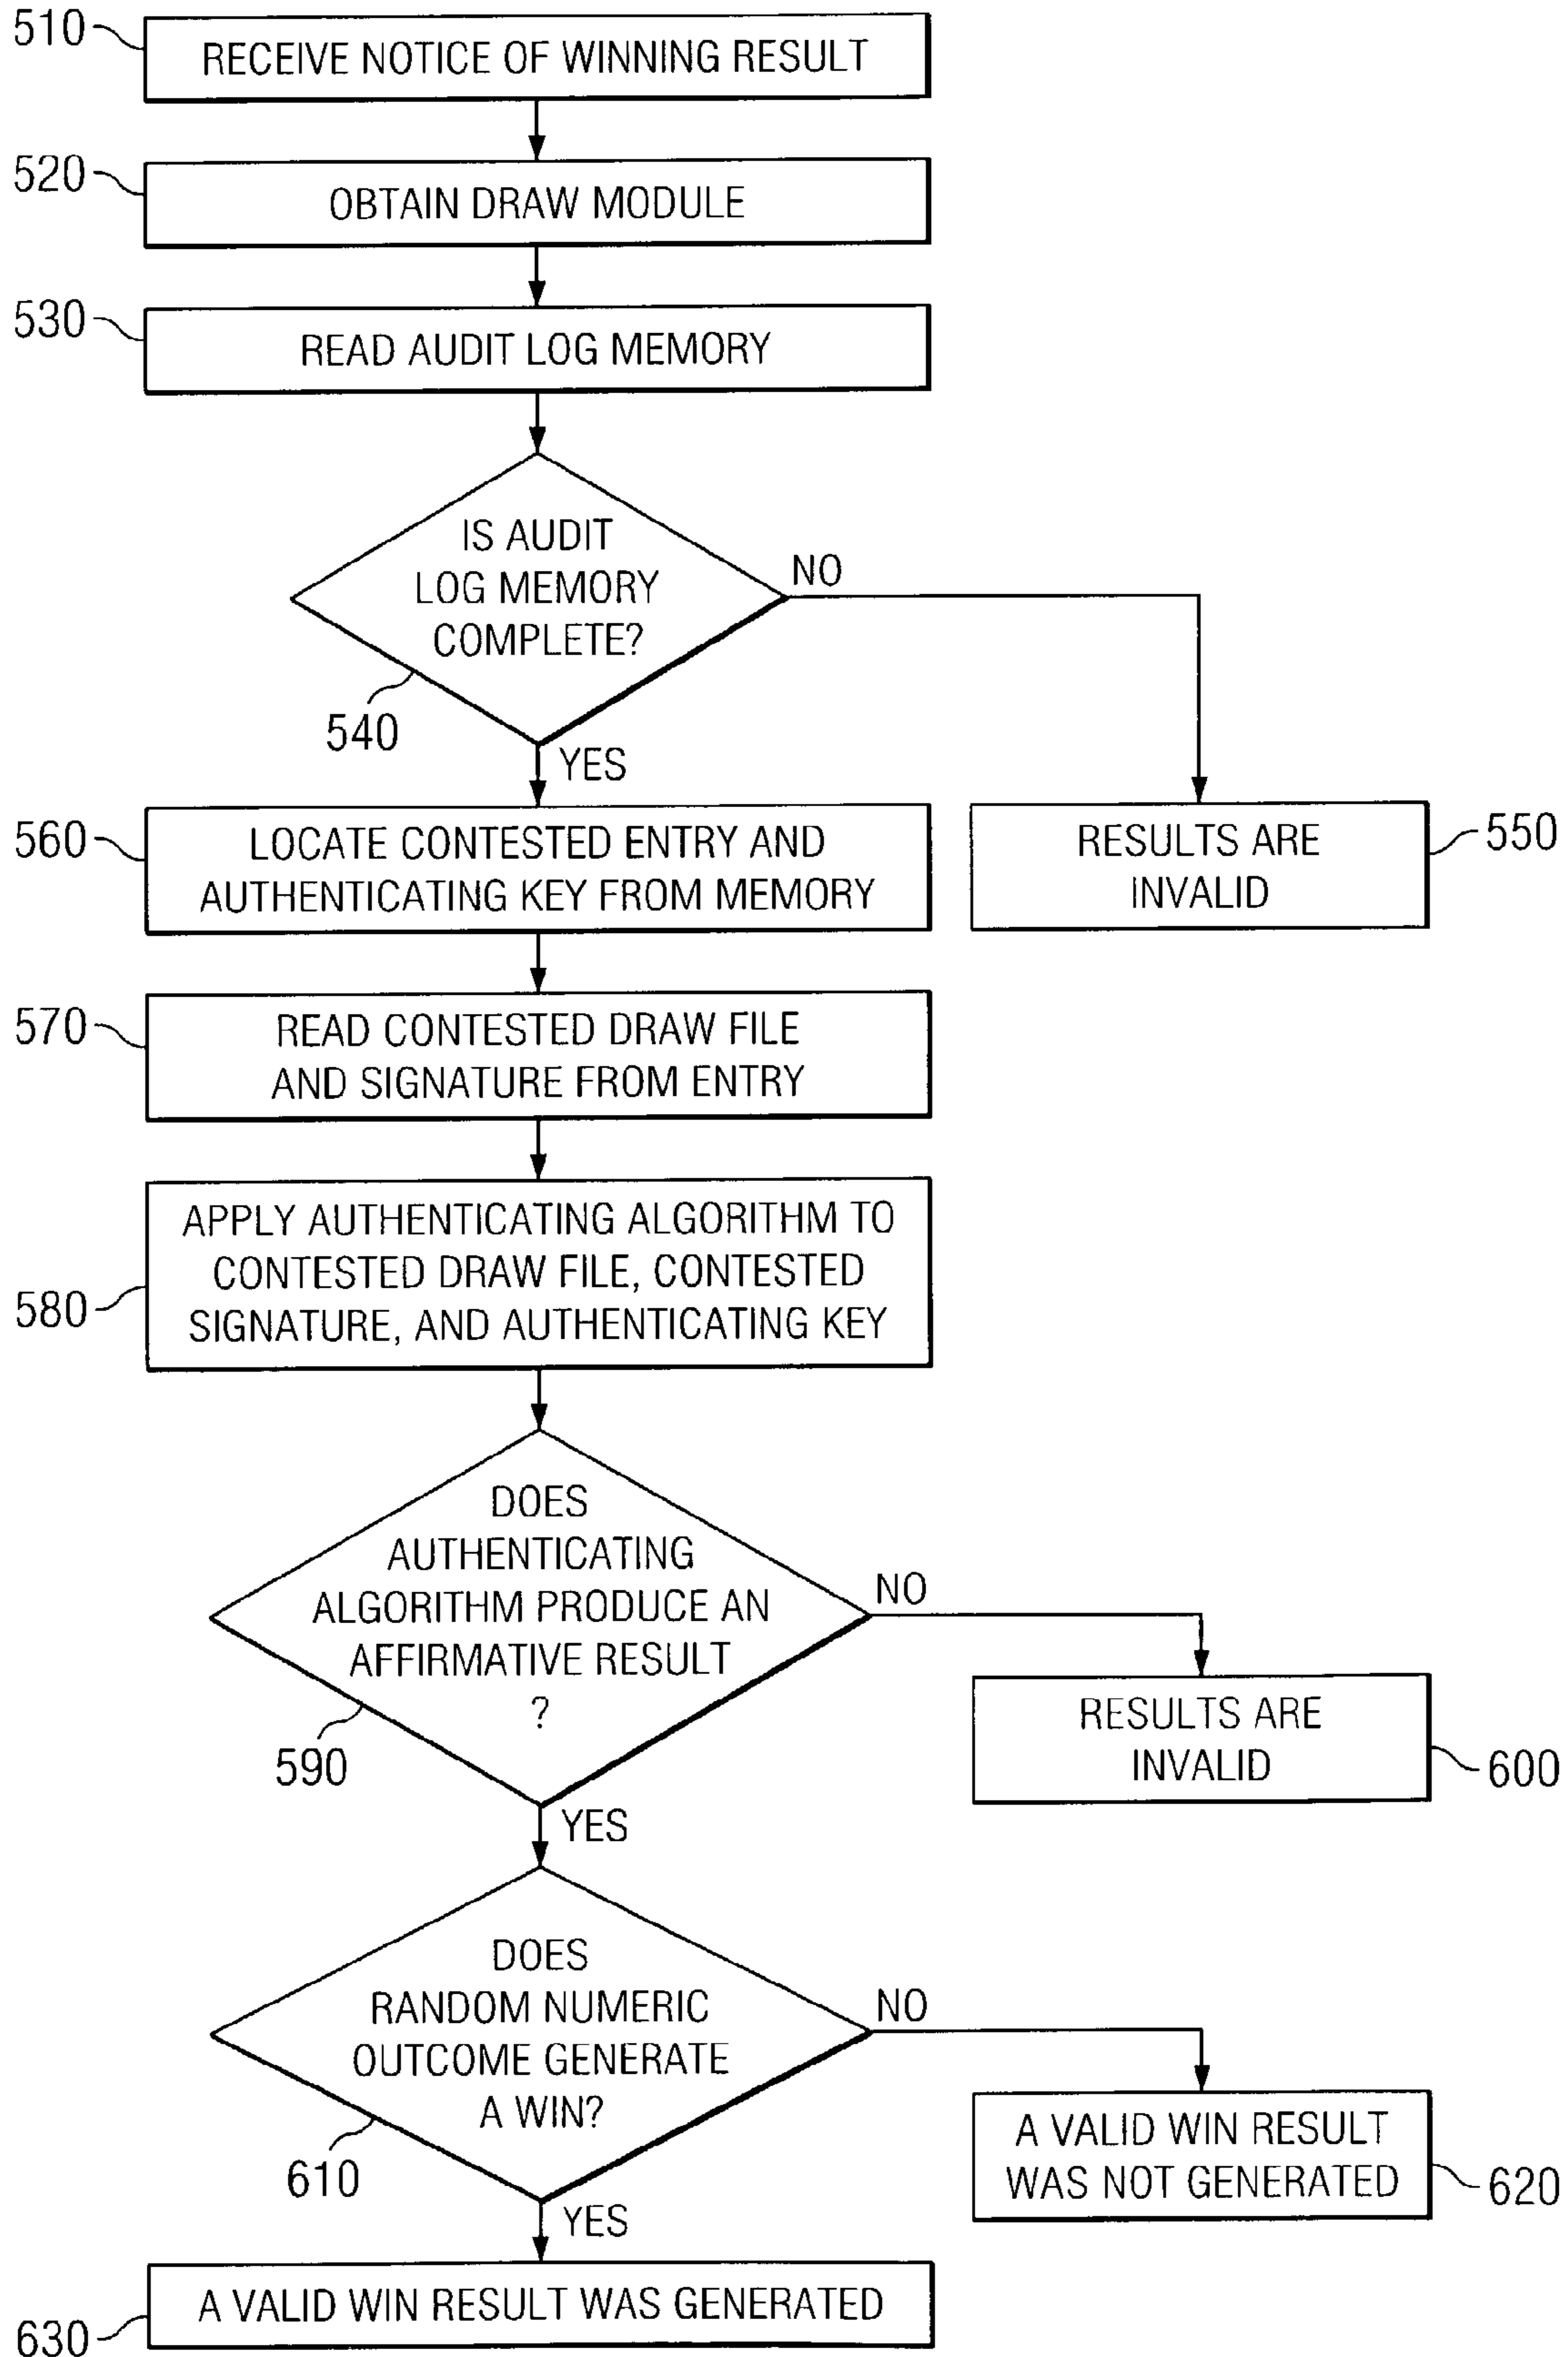 510
RECEIVE NOTICE OF WINNING RESULT
520
OBTAIN DRAW MODULE
530
READ AUDIT LOG MEMORY
IS AUDIT
LOG MEMORY
COMPLETE?
NO
540
YES
560
LOCATE CONTESTED ENTRY AND
AUTHENTICATING KEY FROM MEMORY
RESULTS ARE
INVALID
550
570
READ CONTESTED DRAW FILE
AND SIGNATURE FROM ENTRY
580
APPLY AUTHENTICATING ALGORITHM TO
CONTESTED DRAW FILE, CONTESTED
SIGNATURE, AND AUTHENTICATING KEY
DOES
AUTHENTICATING
ALGORITHM PRODUCE AN
AFFIRMATIVE RESULT
?
NO
590
YES
RESULTS ARE
INVALID
600
DOES
RANDOM NUMERIC
OUTCOME GENERATE
A WIN?
NO
610
YES
A VALID WIN RESULT
WAS NOT GENERATED
620
A VALID WIN RESULT WAS GENERATED
630